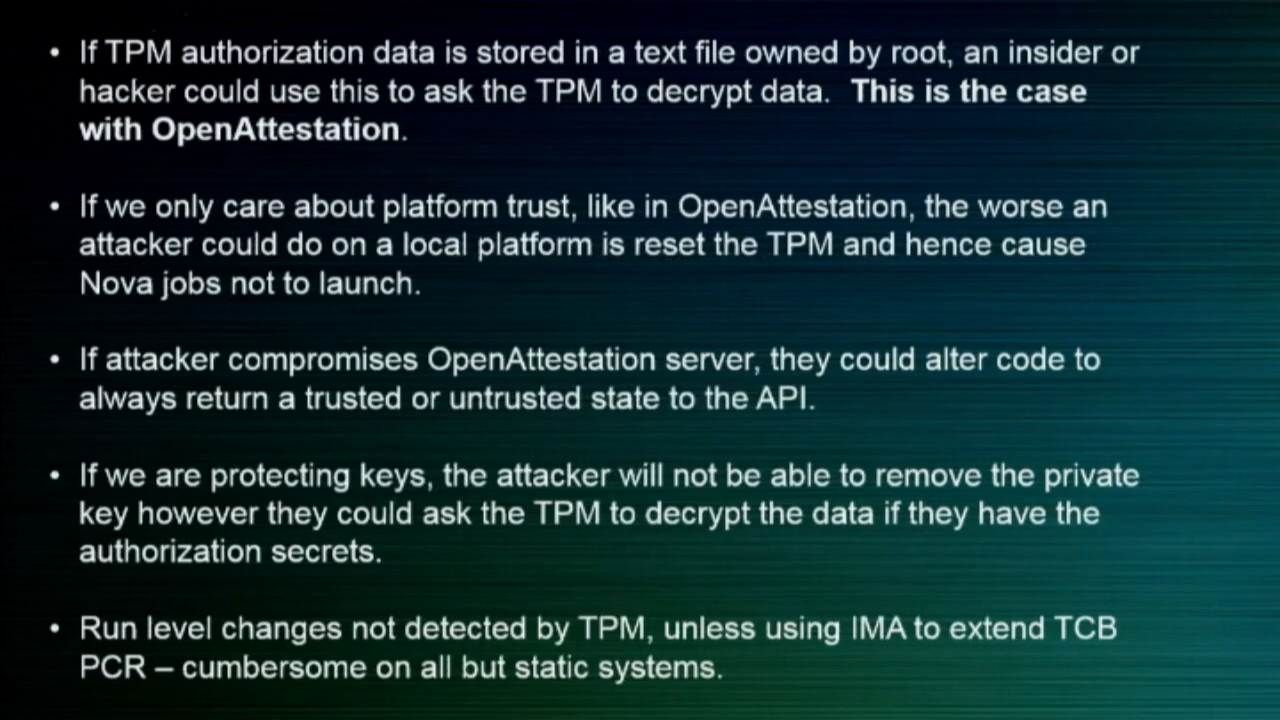 • If TPM authorization data is stored in a text file owned by root, an insider or
hacker could use this to ask the TPM to decrypt data.  This is the case
with OpenAttestation.
• If we only care about platform trust, like in OpenAttestation, the worse an
attacker could do on a local platform is reset the TPM and hence cause
Nova jobs not to launch.
• If attacker compromises OpenAttestation server, they could alter code to
always return a trusted or untrusted state to the API.
• If we are protecting keys, the attacker will not be able to remove the private
key however they could ask the TPM to decrypt the data if they have the
authorization secrets.
• Run level changes not detected by TPM, unless using IMA to extend TCB
PCR – cumbersome on all but static systems.